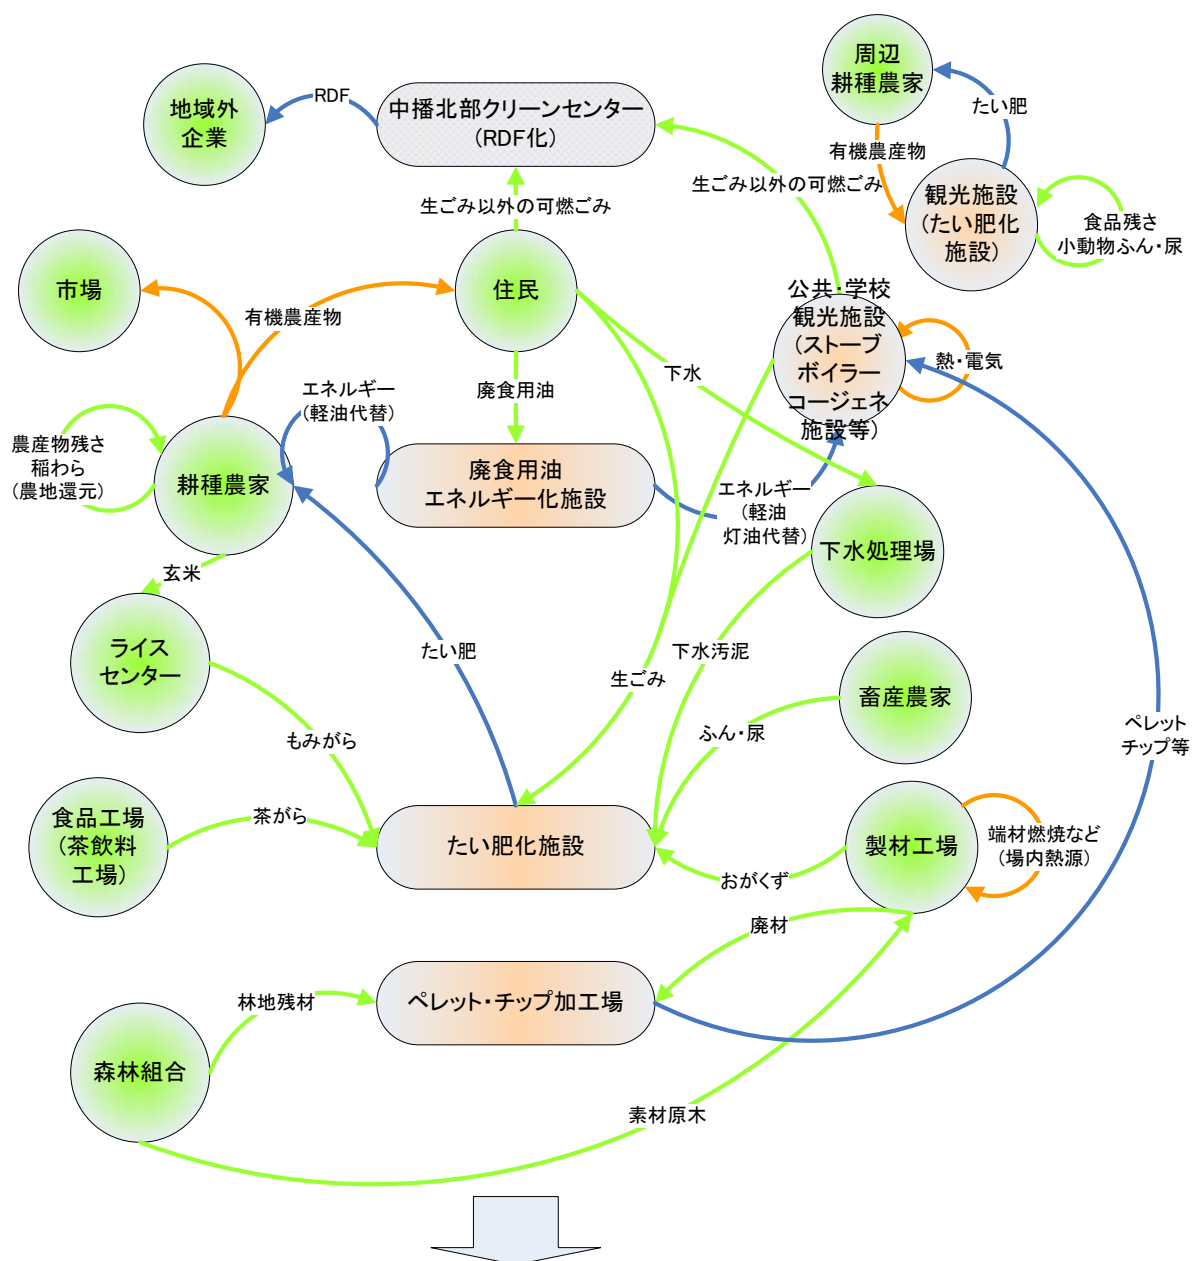 周辺
耕種農家
地域外
企業
RDF
中播北部クリーンセンター
(RDF化)
たい肥
有機農産物
生ごみ以外の可燃ごみ
観光施設
(たい肥化
施設)
食品残さ
小動物ふん・尿
生ごみ以外の可燃ごみ
市場
住民
有機農産物
公共・学校
観光施設
(ストーブ
ボイラー
コージェネ
施設等)
熱・電気
下水
エネルギー
(軽油代替)
廃食用油
農産物残さ
稲わら
(農地還元)
耕種農家
廃食用油
エネルギー化施設
エネルギー
(軽油
灯油代替)
下水処理場
玄米
ライス
センター
たい肥
生ごみ
下水汚泥
畜産農家
もみがら
ふん・尿
ペレット
チップ等
食品工場
(茶飲料
工場)
茶がら
たい肥化施設
製材工場
端材燃焼など
(場内熱源)
おがくず
廃材
林地残材
ペレット・チップ加工場
森林組合
素材原木